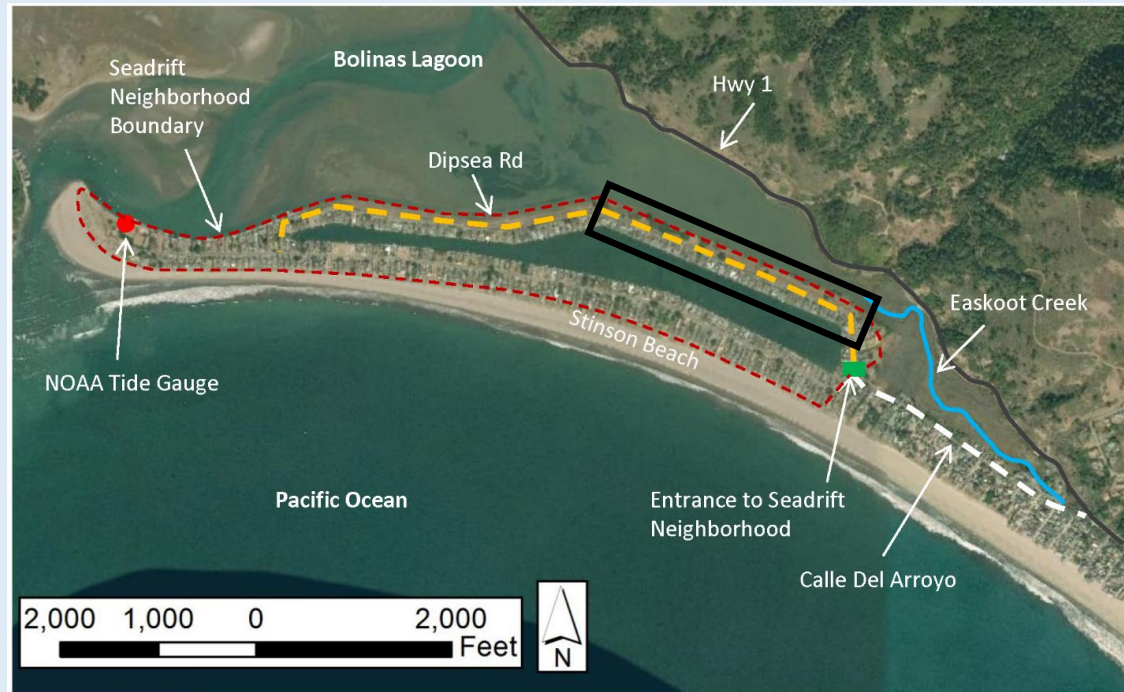 Bolinas Lagoon
Seadrift
Neighborhood
Boundary
Hwy 1
Dipsea Rd
Easkoot Creek
Stinson Beach
NOAA Tide Gauge
Pacific Ocean
Entrance to Seadrift
Neighborhood
Calle Del Arroyo
2,000 1,000 0 2,000
Feet
N